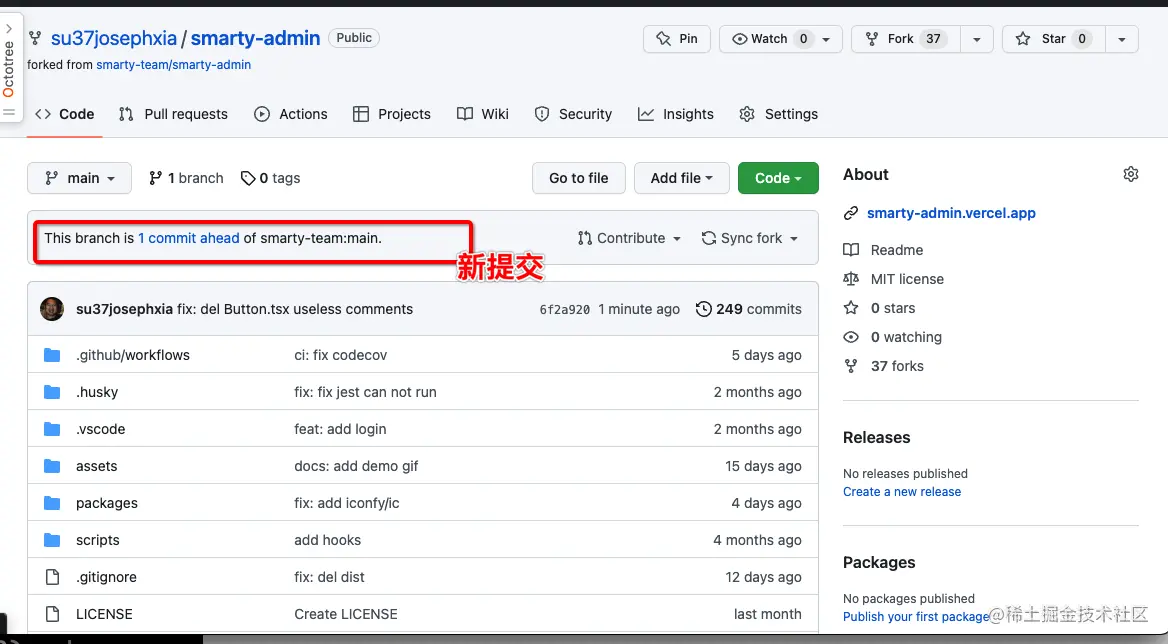 su37josephxia / smarty-admin Public
Pin
Watch 0
Fork 37
Star 0
forked from smarty-team/smarty-admin
Octotree
Code
Pull requests
Actions
Projects
Wiki
Security
Insights
Settings
main
1 branch
0 tags
Go to file
Add file
Code
This branch is 1 commit ahead of smarty-team:main.
Contribute
Sync fork
新提交
su37josephxia fix: del Button.tsx useless comments 6f2a920 1 minute ago 249 commits
.github/workflows ci: fix codecov 5 days ago
.husky fix: fix jest can not run 2 months ago
.vscode feat: add login 2 months ago
assets docs: add demo gif 15 days ago
packages fix: add iconfy/ic 4 days ago
scripts add hooks 4 months ago
.gitignore fix: del dist 12 days ago
LICENSE Create LICENSE last month
About
smarty-admin.vercel.app
Readme
MIT license
0 stars
0 watching
37 forks
Releases
No releases published
Create a new release
Packages
No packages published
Publish your first package
@稀土掘金技术社区